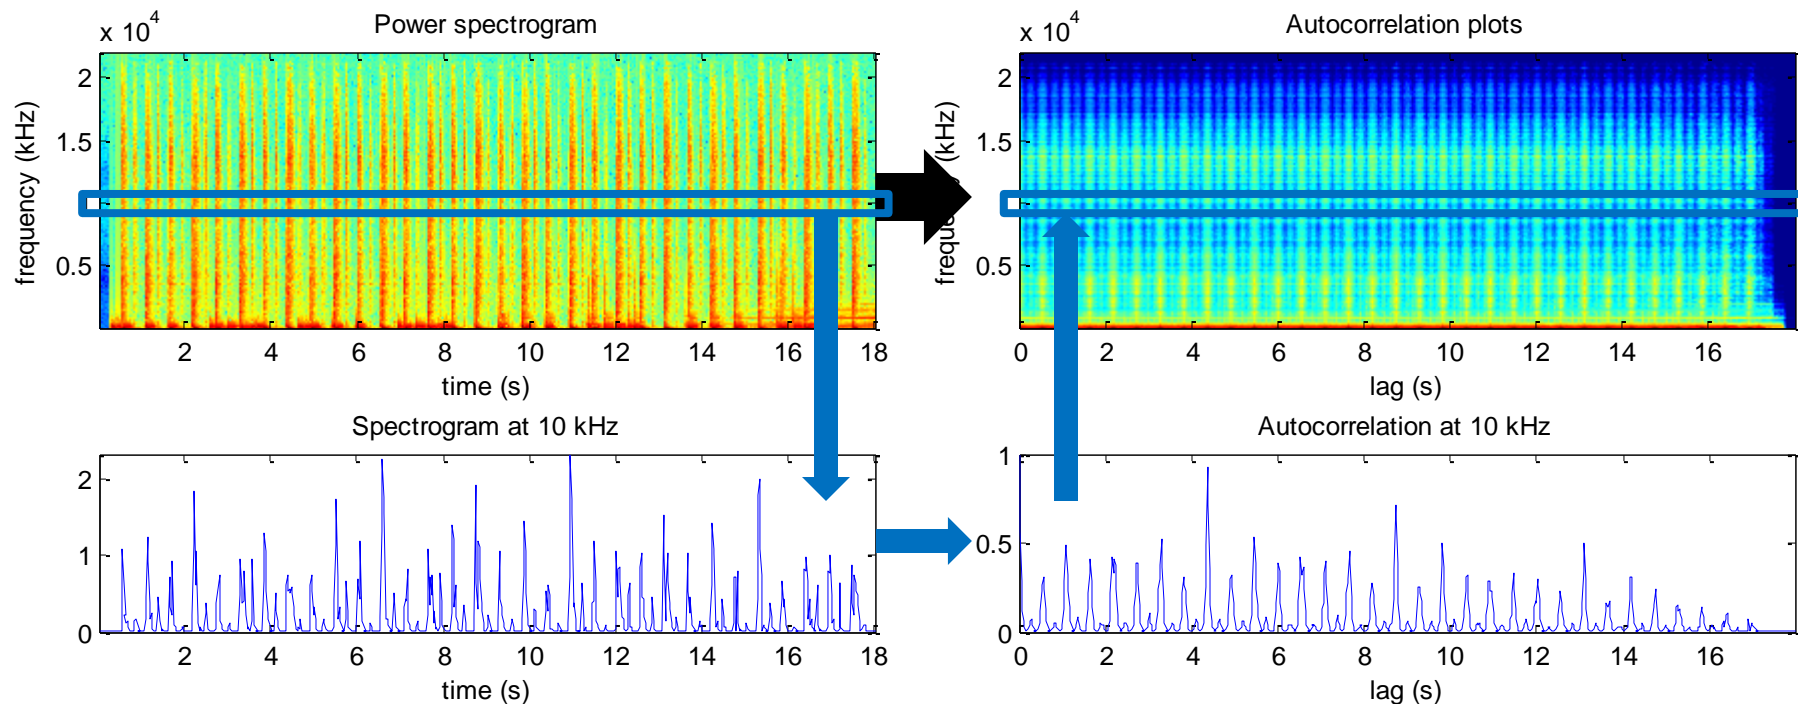 Power spectrogram
x 10^4
frequency (kHz)
2
1.5
1
0.5
2 4 6 8 10 12 14 16 18
time (s)
Autocorrelation plots
x 10^4
frequency (kHz)
2
1.5
1
0.5
0 2 4 6 8 10 12 14 16
lag (s)
Spectrogram at 10 kHz
2
1
0
2 4 6 8 10 12 14 16 18
time (s)
Autocorrelation at 10 kHz
1
0.5
0
0 2 4 6 8 10 12 14 16
lag (s)